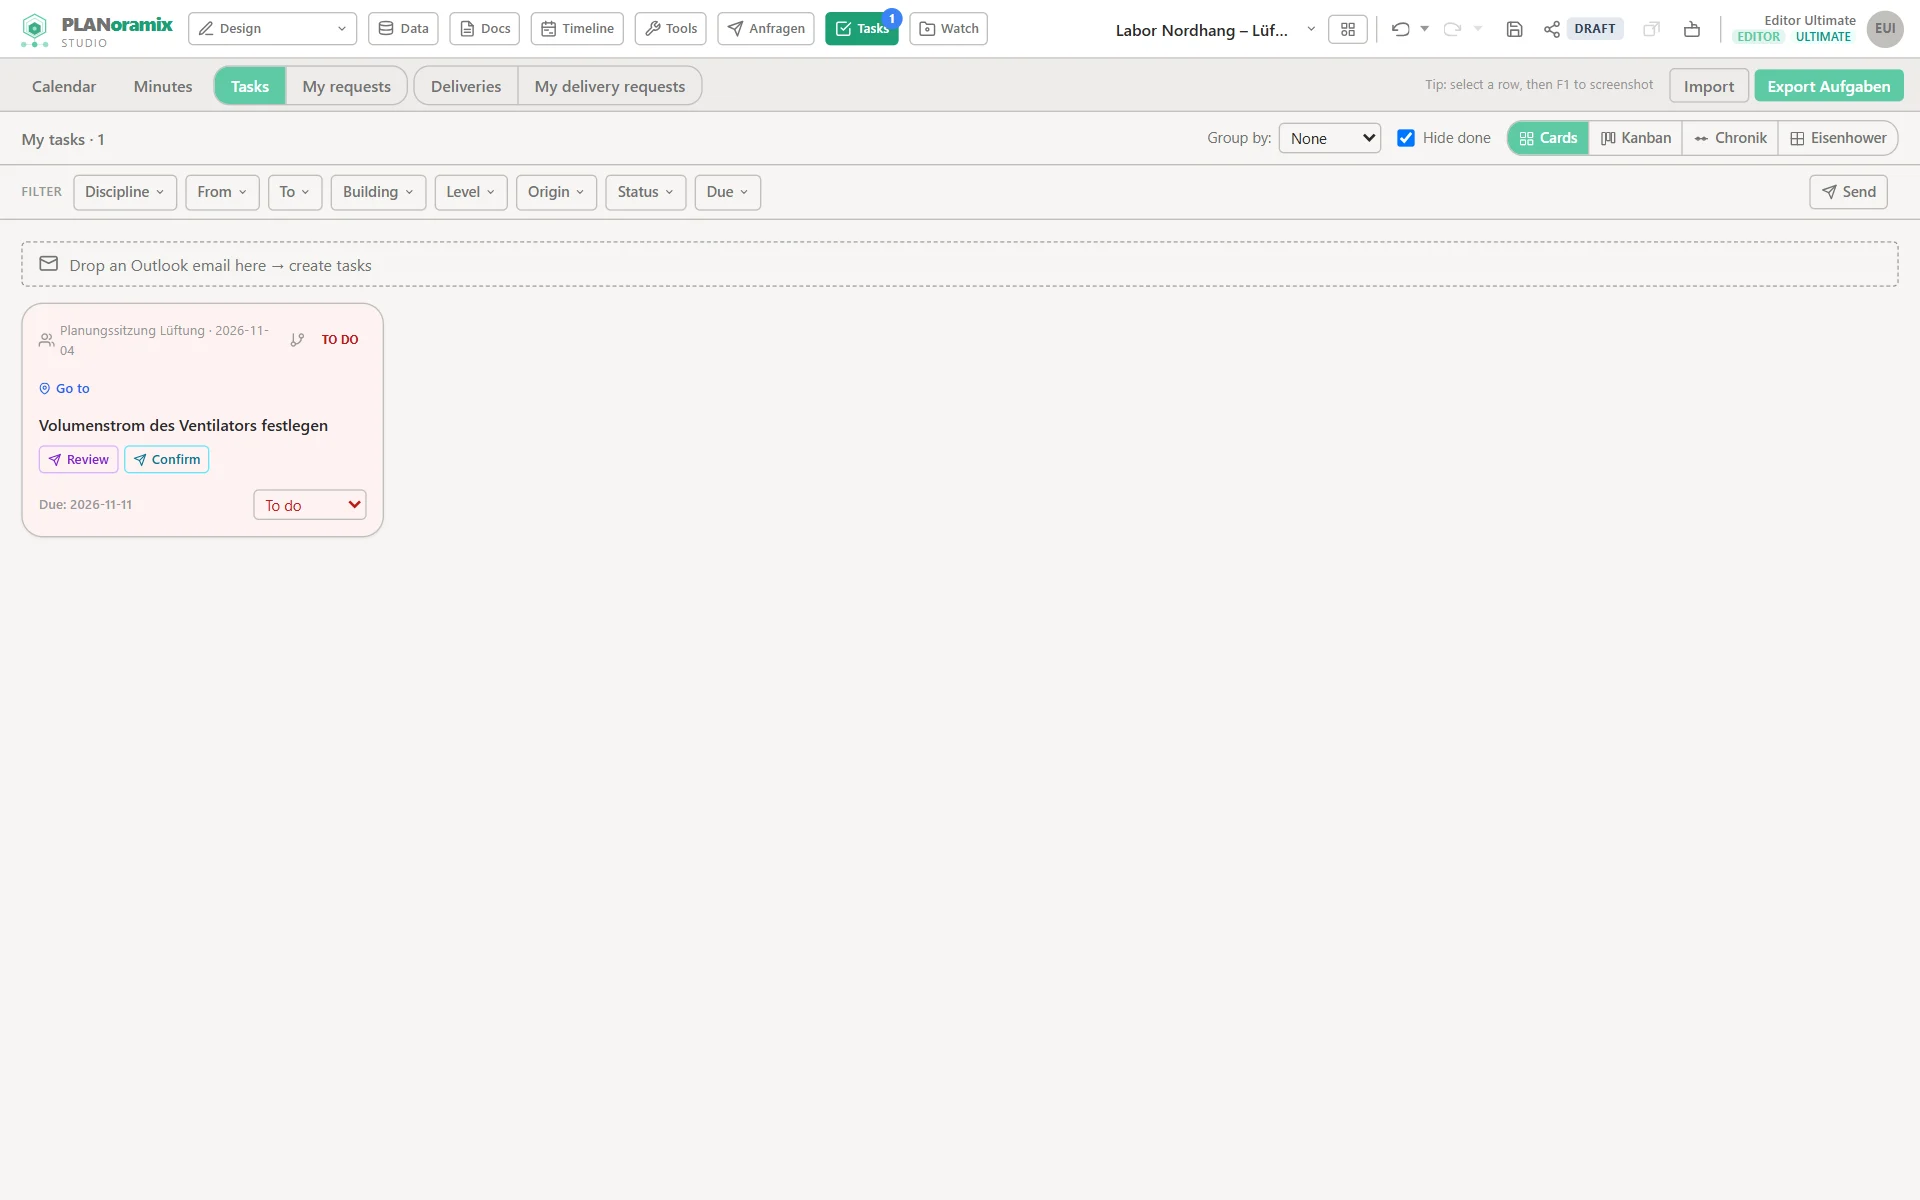 PLANoramix
STUDIO
Design
Data
Docs
Timeline
Tools
Anfragen
Tasks
1
Watch
Labor Nordhang – Lüf...
DRAFT
Editor Ultimate
EDITOR ULTIMATE
EUI
Calendar
Minutes
Tasks
My requests
Deliveries
My delivery requests
Tip: select a row, then F1 to screenshot
Import
Export Aufgaben
My tasks · 1
Group by:
None
Hide done
Cards
Kanban
Chronik
Eisenhower
FILTER
Discipline
From
To
Building
Level
Origin
Status
Due
Send
Drop an Outlook email here → create tasks
Planungssitzung Lüftung · 2026-11-
04
TO DO
Go to
Volumenstrom des Ventilators festlegen
Review
Confirm
Due: 2026-11-11
To do